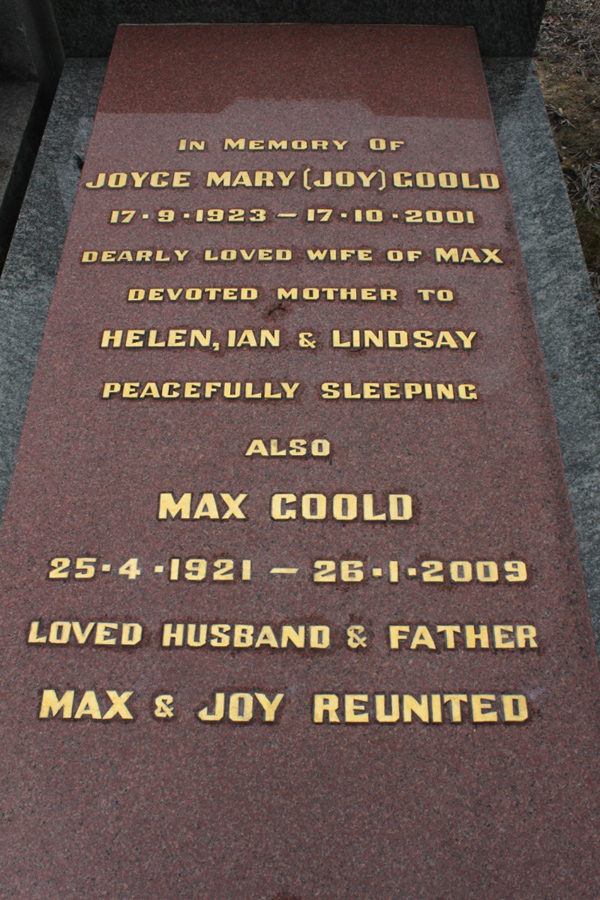 IN MEMORY OF
JOYCE MARY (JOY) GOOLD
17·9·1923 – 17·10·2001
DEARLY LOVED WIFE OF MAX
DEVOTED MOTHER TO
HELEN, IAN & LINDSAY
PEACEFULLY SLEEPING
ALSO
MAX GOOLD
25·4·1921 – 26·1·2009
LOVED HUSBAND & FATHER
MAX & JOY REUNITED